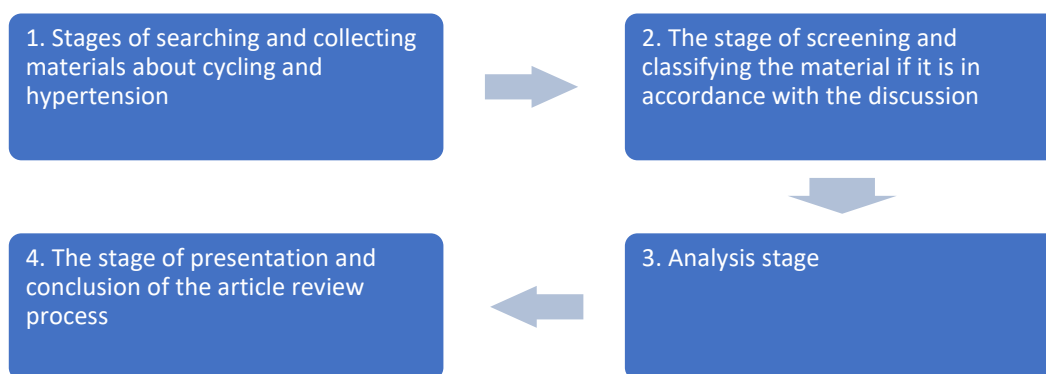 1. Stages of searching and collecting
materials about cycling and
hypertension
2. The stage of screening and
classifying the material if it is in
accordance with the discussion
3. Analysis stage
4. The stage of presentation and
conclusion of the article review
process